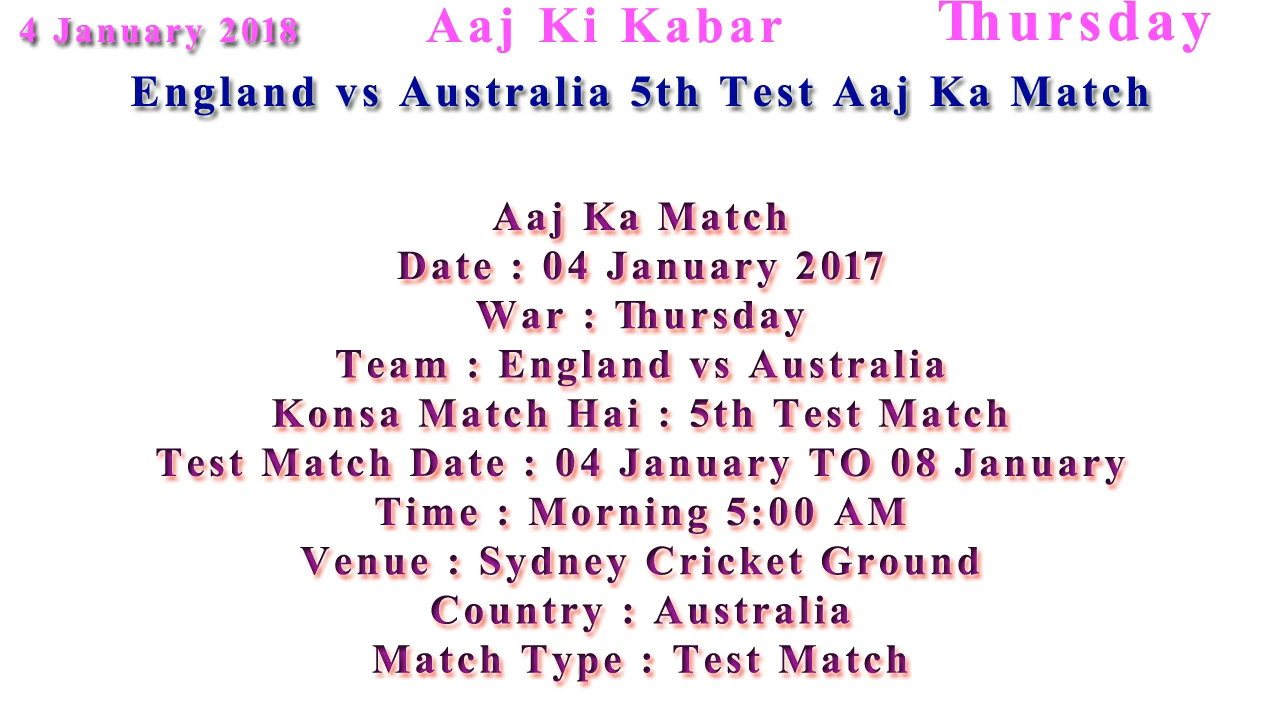 4 January 2018 Aaj Ki Kabar Thursday
England vs Australia 5th Test Aaj Ka Match
Aaj Ka Match
Date : 04 January 2017
War : Thursday
Team : England vs Australia
Konsa Match Hai : 5th Test Match
Test Match Date : 04 January TO 08 January
Time : Morning 5:00 AM
Venue : Sydney Cricket Ground
Country : Australia
Match Type : Test Match